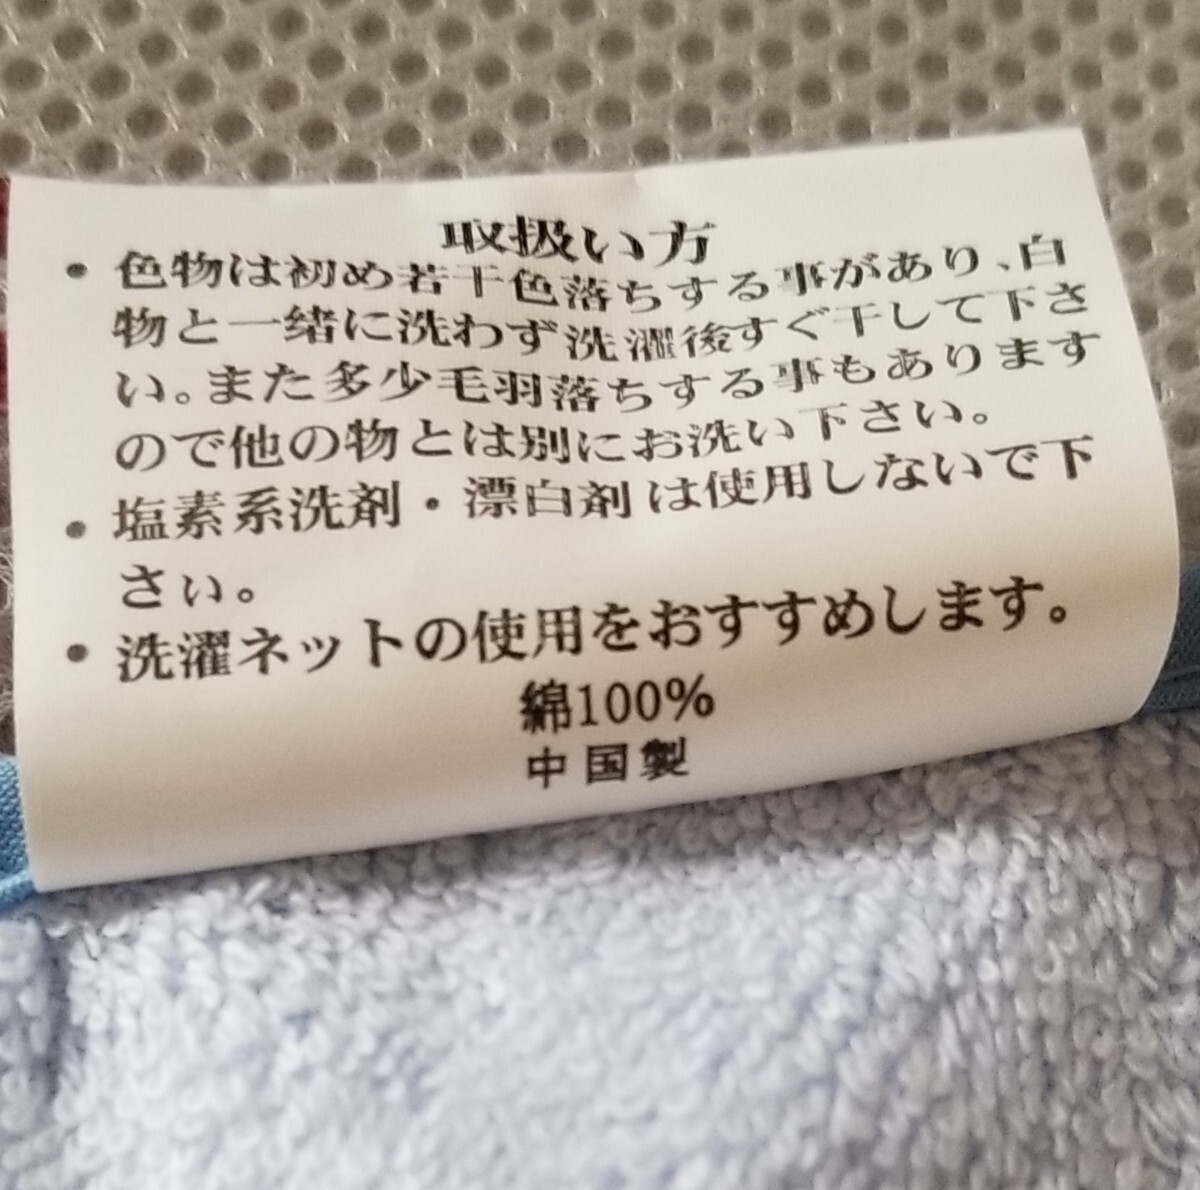 取扱い方
• 色物は初め若干色落ちする事があり、白
物と一緒に洗わず洗濯後すぐ干して下さ
い。また多少毛羽落ちする事もあります
ので他の物とは別にお洗い下さい。
• 塩素系洗剤・漂白剤は使用しないで下
さい。
• 洗濯ネットの使用をおすすめします。
綿100%
中国製